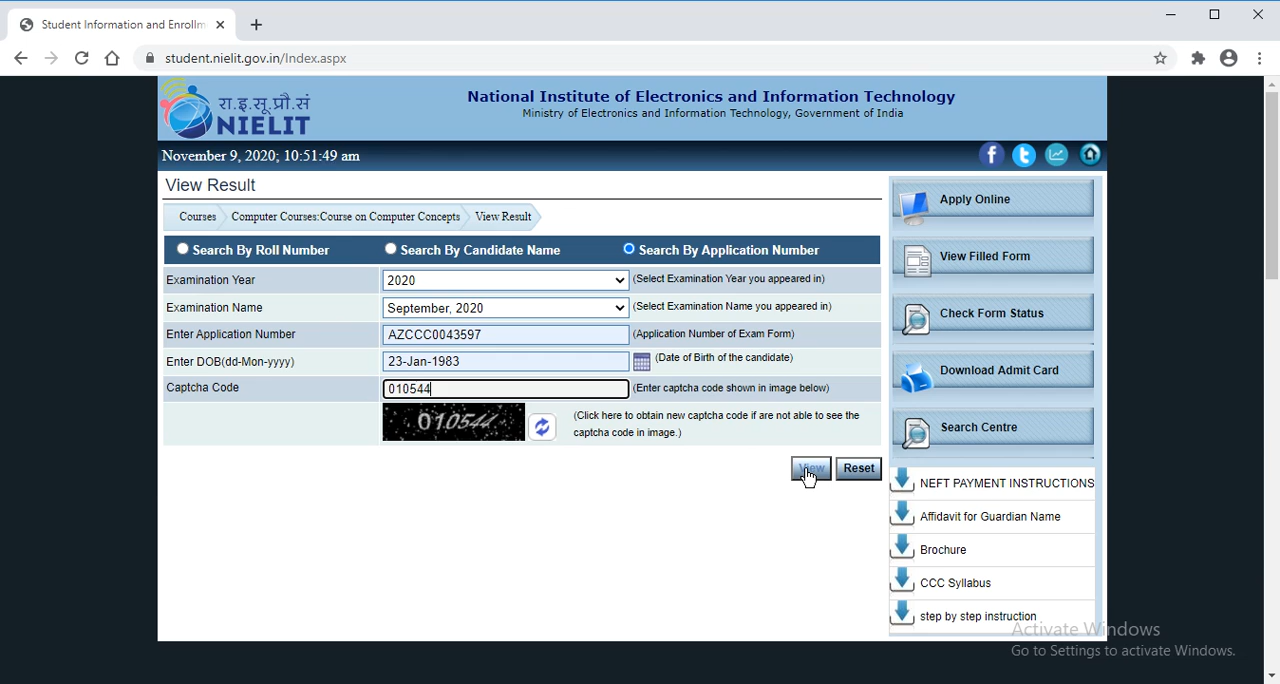 Student Information and Enrollm
student.nielit.gov.in/Index.aspx
रा.इ.सू.प्रौ.सं
NIELIT
National Institute of Electronics and Information Technology
Ministry of Electronics and Information Technology, Government of India
November 9, 2020; 10:51:49 am
View Result
Courses Computer Courses:Course on Computer Concepts View Result
Search By Roll Number Search By Candidate Name Search By Application Number
Examination Year 2020 (Select Examination Year you appeared in)
Examination Name September, 2020 (Select Examination Name you appeared in)
Enter Application Number AZCCC0043597 (Application Number of Exam Form)
Enter DOB(dd-Mon-yyyy) 23-Jan-1983 (Date of Birth of the candidate)
Captcha Code 010544 (Enter captcha code shown in image below)
010544 (Click here to obtain new captcha code if are not able to see the
captcha code in image.)
View Reset
Apply Online
View Filled Form
Check Form Status
Download Admit Card
Search Centre
NEFT PAYMENT INSTRUCTIONS
Affidavit for Guardian Name
Brochure
CCC Syllabus
step by step instruction
Activate Windows
Go to Settings to activate Windows.